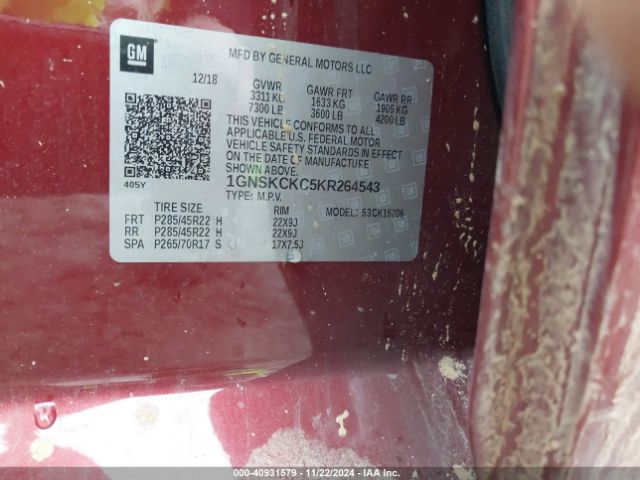 GM
MFD BY GENERAL MOTORS LLC
12/18 GVWR GAWR FRT GAWR RR
3311 KG 1633 KG 1905 KG
7300 LB 3600 LB 4200 LB
THIS VEHICLE CONFORMS TO ALL
APPLICABLE U.S. FEDERAL MOTOR
VEHICLE SAFETY STANDARDS IN EFFECT
ON THE DATE OF MANUFACTURE
SHOWN ABOVE.
405Y 1GNSKCKC5KR264543
TYPE: M.P.V.
TIRE SIZE RIM MODEL: 53CK15706
FRT P285/45R22 H 22X9J
RR P285/45R22 H 22X9J
SPA P265/70R17 S 17X7.5J
000-40931579 - 11/22/2024 - IAA Inc.